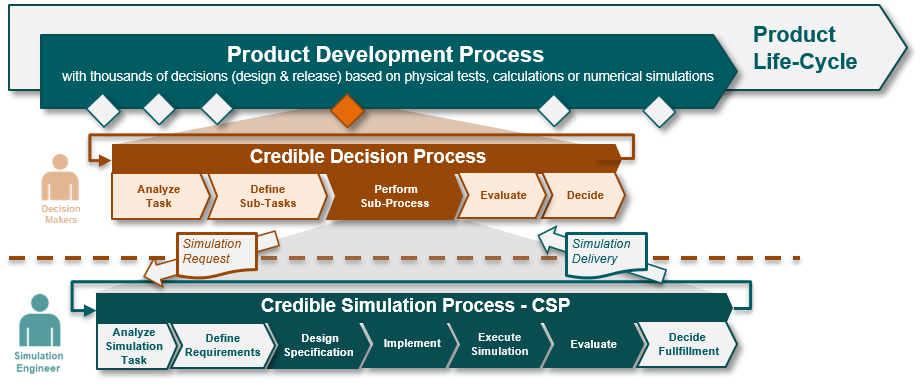 Product
Life-Cycle
Product Development Process
with thousands of decisions (design & release) based on physical tests, calculations or numerical simulations
Credible Decision Process
Decision
Makers
Analyze
Task
Define
Sub-Tasks
Perform
Sub-Process
Evaluate
Decide
Simulation
Request
Simulation
Delivery
Credible Simulation Process - CSP
Simulation
Engineer
Analyze
Simulation
Task
Define
Requirements
Design
Specification
Implement
Execute
Simulation
Evaluate
Decide
Fullfillment